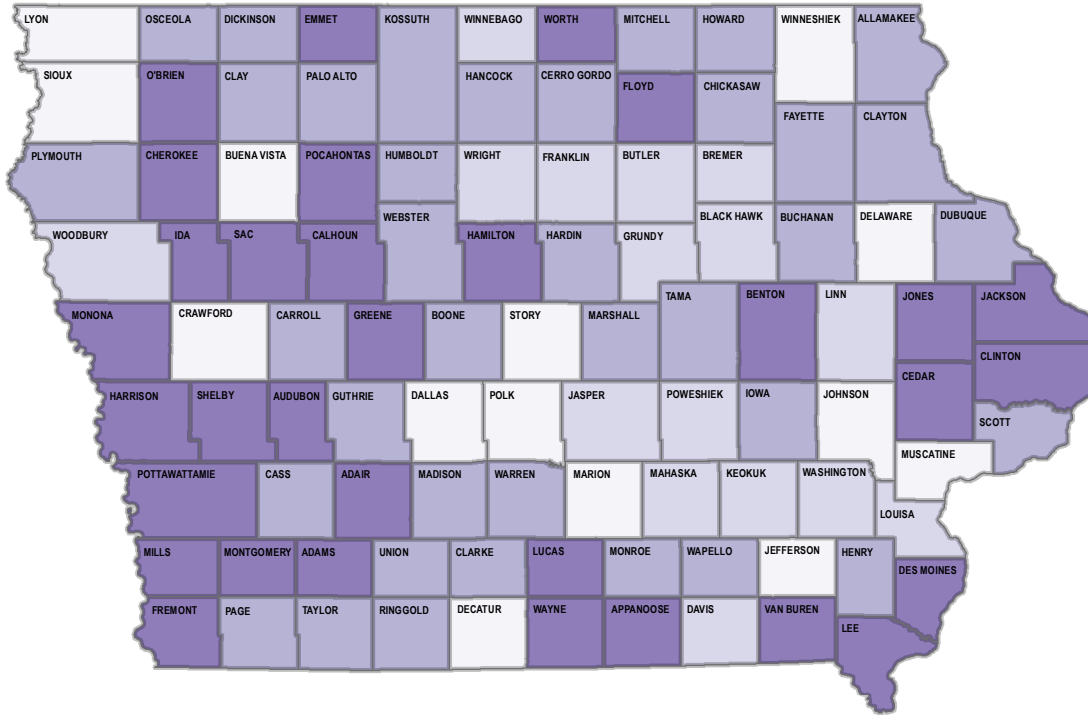 LYON
OSCEOLA
DICKINSON
EMMET
KOSSUTH
WINNEBAGO
WORTH
MITCHELL
HOWARD
WINNESHIEK
ALLAMAKEE
SIOUX
O'BRIEN
CLAY
PALO ALTO
HANCOCK
CERRO GORDO
FLOYD
CHICKASAW
FAYETTE
CLAYTON
PLYMOUTH
CHEROKEE
BUENA VISTA
POCAHONTAS
HUMBOLDT
WRIGHT
FRANKLIN
BUTLER
BREMER
WEBSTER
BLACK HAWK
BUCHANAN
DELAWARE
DUBUQUE
WOODBURY
IDA
SAC
CALHOUN
HAMILTON
HARDIN
GRUNDY
TAMA
BENTON
LINN
JONES
JACKSON
MONONA
CRAWFORD
CARROLL
GREENE
BOONE
STORY
MARSHALL
CLINTON
CEDAR
HARRISON
SHELBY
AUDUBON
GUTHRIE
DALLAS
POLK
JASPER
POWESHIEK
IOWA
JOHNSON
SCOTT
MUSCATINE
POTTAWATTAMIE
CASS
ADAIR
MADISON
WARREN
MARION
MAHASKA
KEOKUK
WASHINGTON
LOUISA
MILLS
MONTGOMERY
ADAMS
UNION
CLARKE
LUCAS
MONROE
WAPELLO
JEFFERSON
HENRY
DES MOINES
FREMONT
PAGE
TAYLOR
RINGGOLD
DECATUR
WAYNE
APPANOOSE
DAVIS
VAN BUREN
LEE